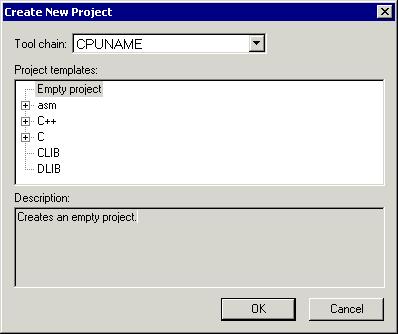 Create New Project
Tool chain: CPUNAME
Project templates:
Empty project
asm
C++
C
CLIB
DLIB
Description:
Creates an empty project.
OK Cancel